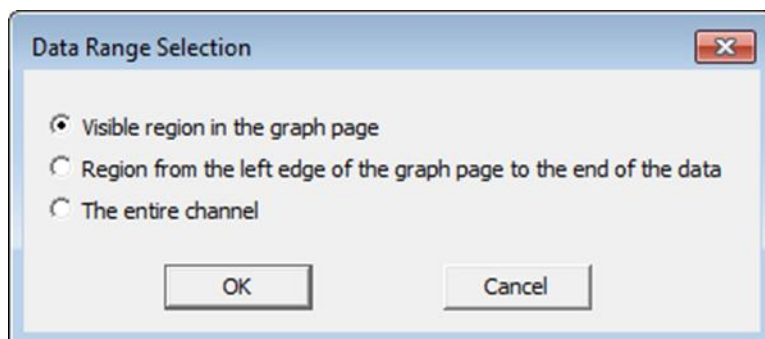 Data Range Selection
Visible region in the graph page
Region from the left edge of the graph page to the end of the data
The entire channel
OK Cancel